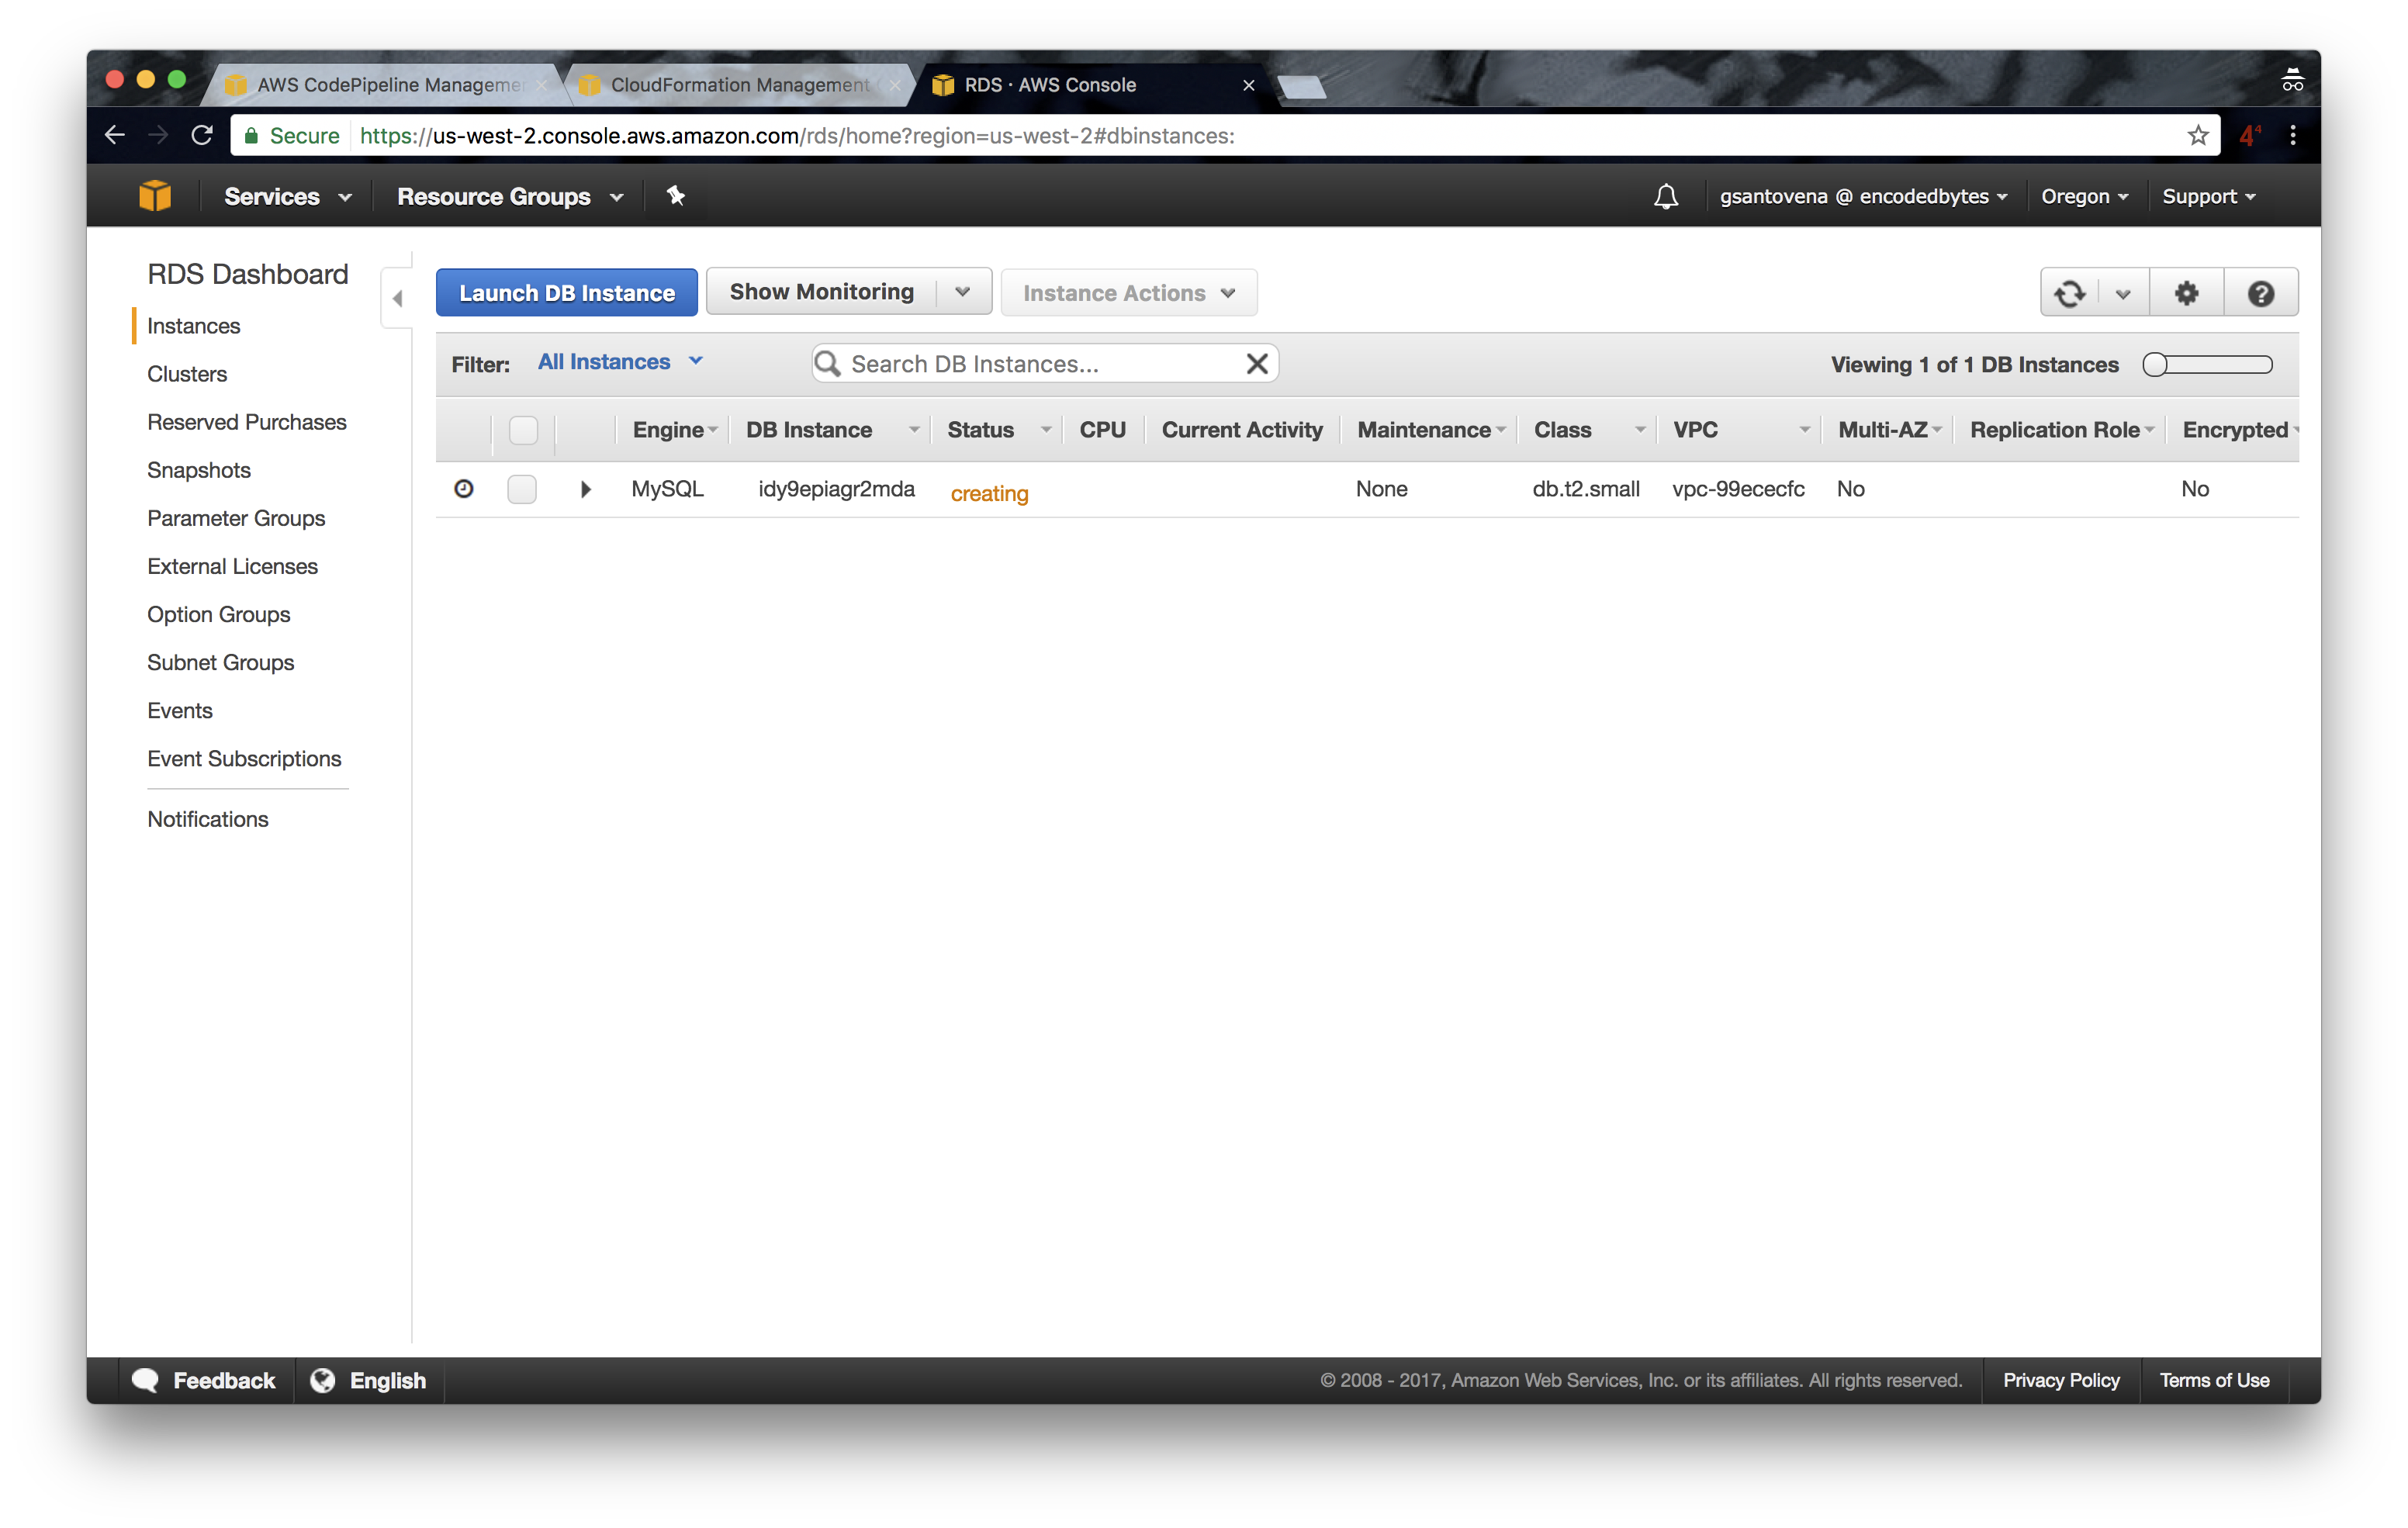 AWS CodePipeline Manageme
CloudFormation Management
RDS · AWS Console
Secure
https://us-west-2.console.aws.amazon.com/rds/home?region=us-west-2#dbinstances:
4⁴
Services
Resource Groups
gsantovena @ encodedbytes
Oregon
Support
RDS Dashboard
Instances
Clusters
Reserved Purchases
Snapshots
Parameter Groups
External Licenses
Option Groups
Subnet Groups
Events
Event Subscriptions
Notifications
Launch DB Instance
Show Monitoring
Instance Actions
Filter: All Instances
Search DB Instances...
Viewing 1 of 1 DB Instances
Engine DB Instance Status CPU Current Activity Maintenance Class VPC Multi-AZ Replication Role Encrypted
MySQL idy9epiagr2mda creating None db.t2.small vpc-99ececfc No No
Feedback
English
© 2008 - 2017, Amazon Web Services, Inc. or its affiliates. All rights reserved.
Privacy Policy
Terms of Use